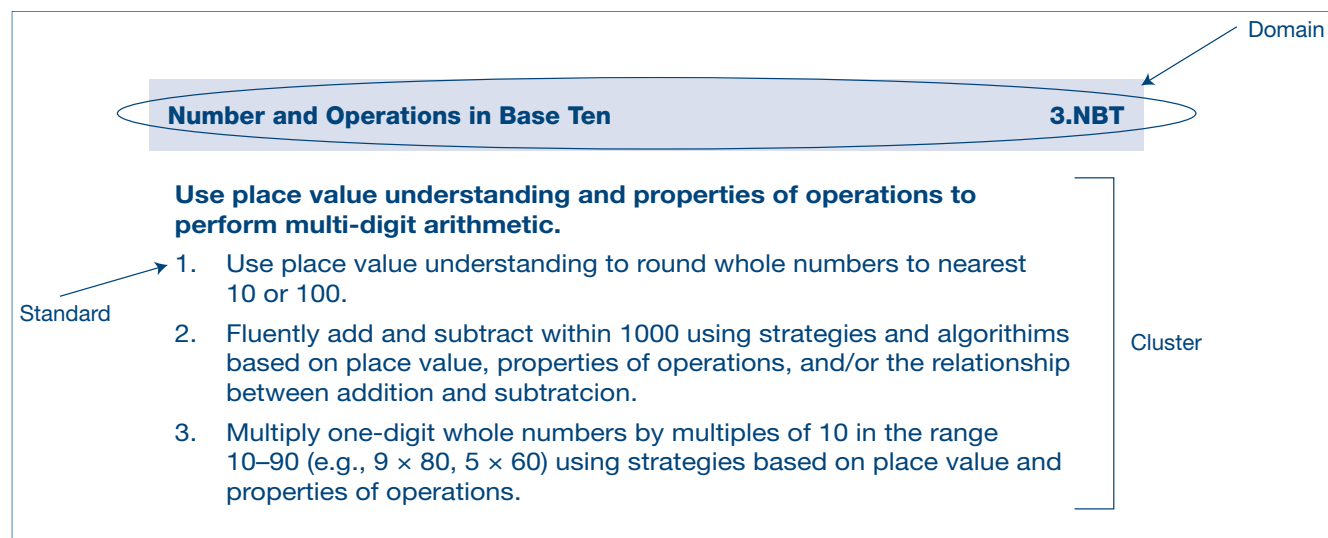 Domain
Number and Operations in Base Ten 3.NBT
Use place value understanding and properties of operations to
perform multi-digit arithmetic.
1. Use place value understanding to round whole numbers to nearest
10 or 100.
Standard
2. Fluently add and subtract within 1000 using strategies and algorithims
based on place value, properties of operations, and/or the relationship
between addition and subtratcion.
Cluster
3. Multiply one-digit whole numbers by multiples of 10 in the range
10–90 (e.g., 9 × 80, 5 × 60) using strategies based on place value and
properties of operations.